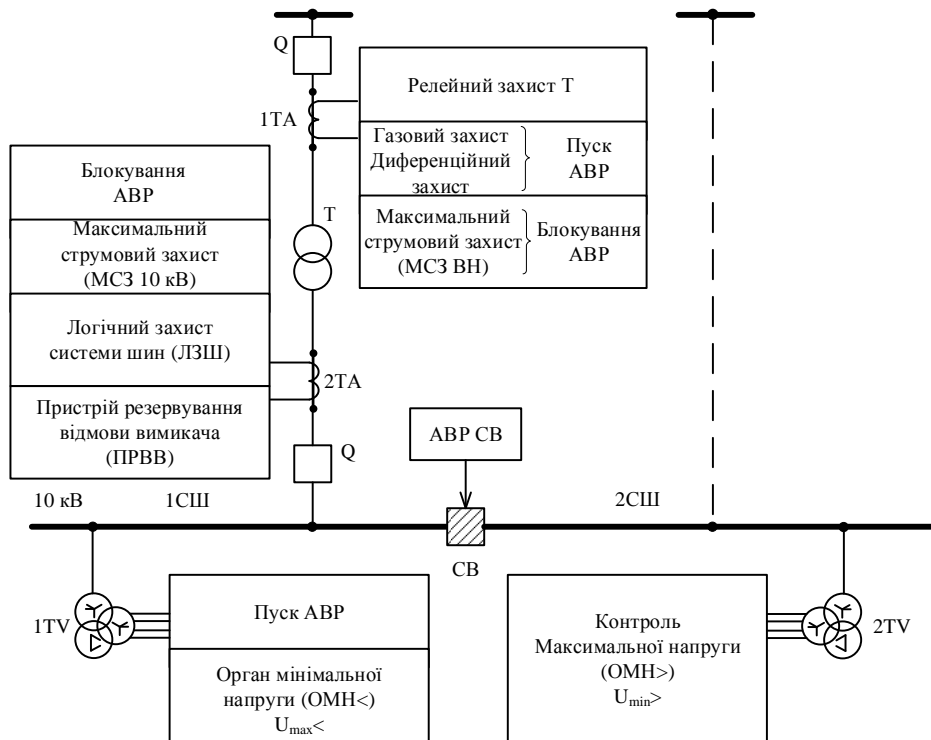 Q
Релейний захист Т
1ТА
Газовий захист
Диференційний
захист
Пуск
АВР
Блокування
АВР
Т
Максимальний
струмовий захист
(МСЗ ВН)
Блокування
АВР
Максимальний
струмовий захист
(МСЗ 10 кВ)
Логічний захист
системи шин (ЛЗШ)
2ТА
Пристрій резервування
відмови вимикача
(ПРВВ)
Q
АВР СВ
10 кВ
1СШ
2СШ
СВ
1TV
Пуск АВР
Орган мінімальної
напруги (ОМН<)
Umax<
Контроль
Максимальної напруги
(ОМН>)
Umin>
2TV